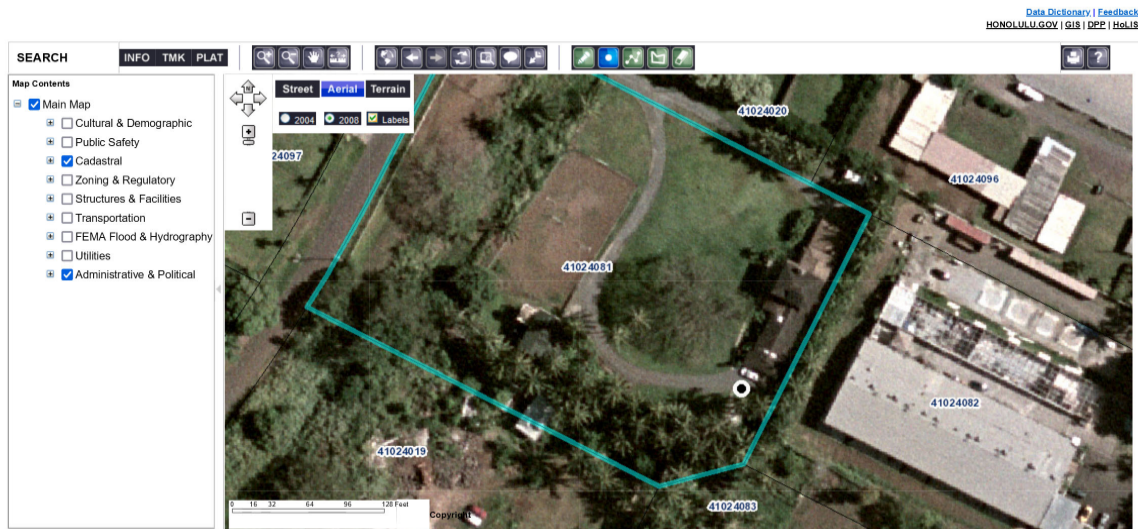 Data Dictionary | Feedback
HONOLULU.GOV | GIS | DPP | HoLIS
SEARCH INFO TMK PLAT
Map Contents
Main Map
Cultural & Demographic
Public Safety
Cadastral
Zoning & Regulatory
Structures & Facilities
Transportation
FEMA Flood & Hydrography
Utilities
Administrative & Political
N
Street Aerial Terrain
2004 2008 Labels
41024020
24097
41024096
41024081
41024082
41024019
41024083
0 16 32 64 96 128 Feet
Copyright